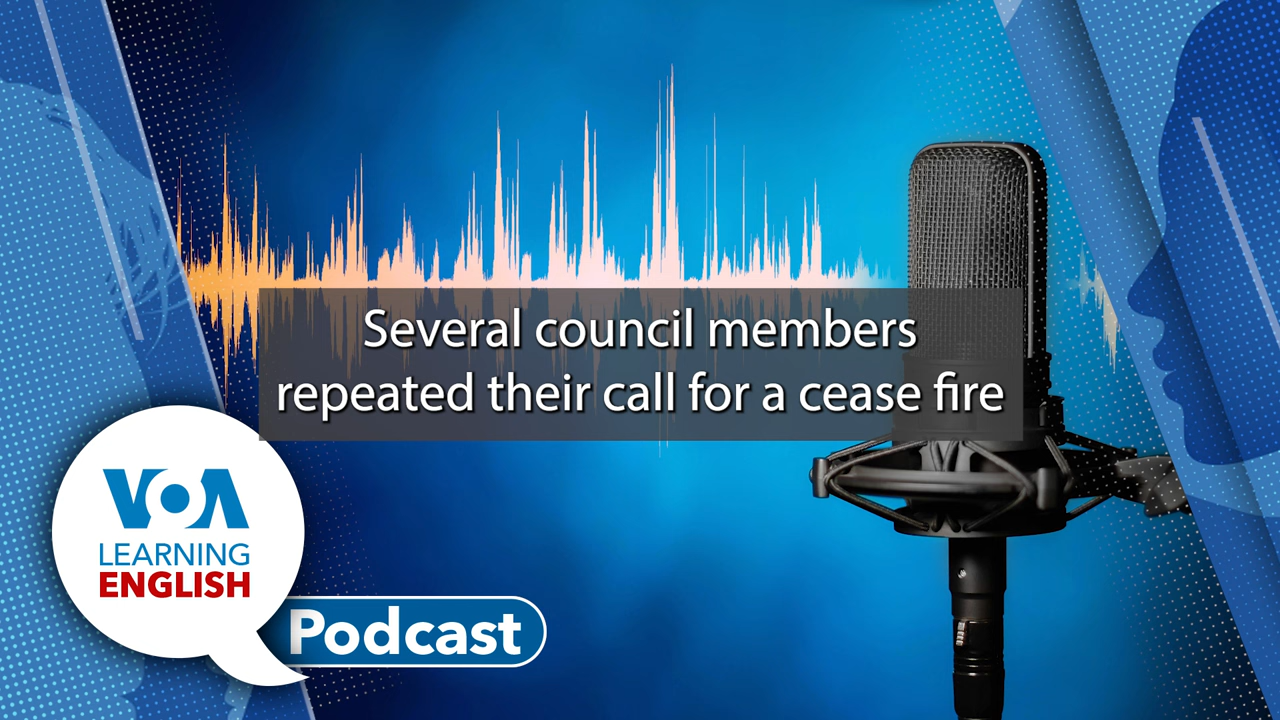 Several council members
repeated their call for a cease fire
VOA
LEARNING
ENGLISH
Podcast